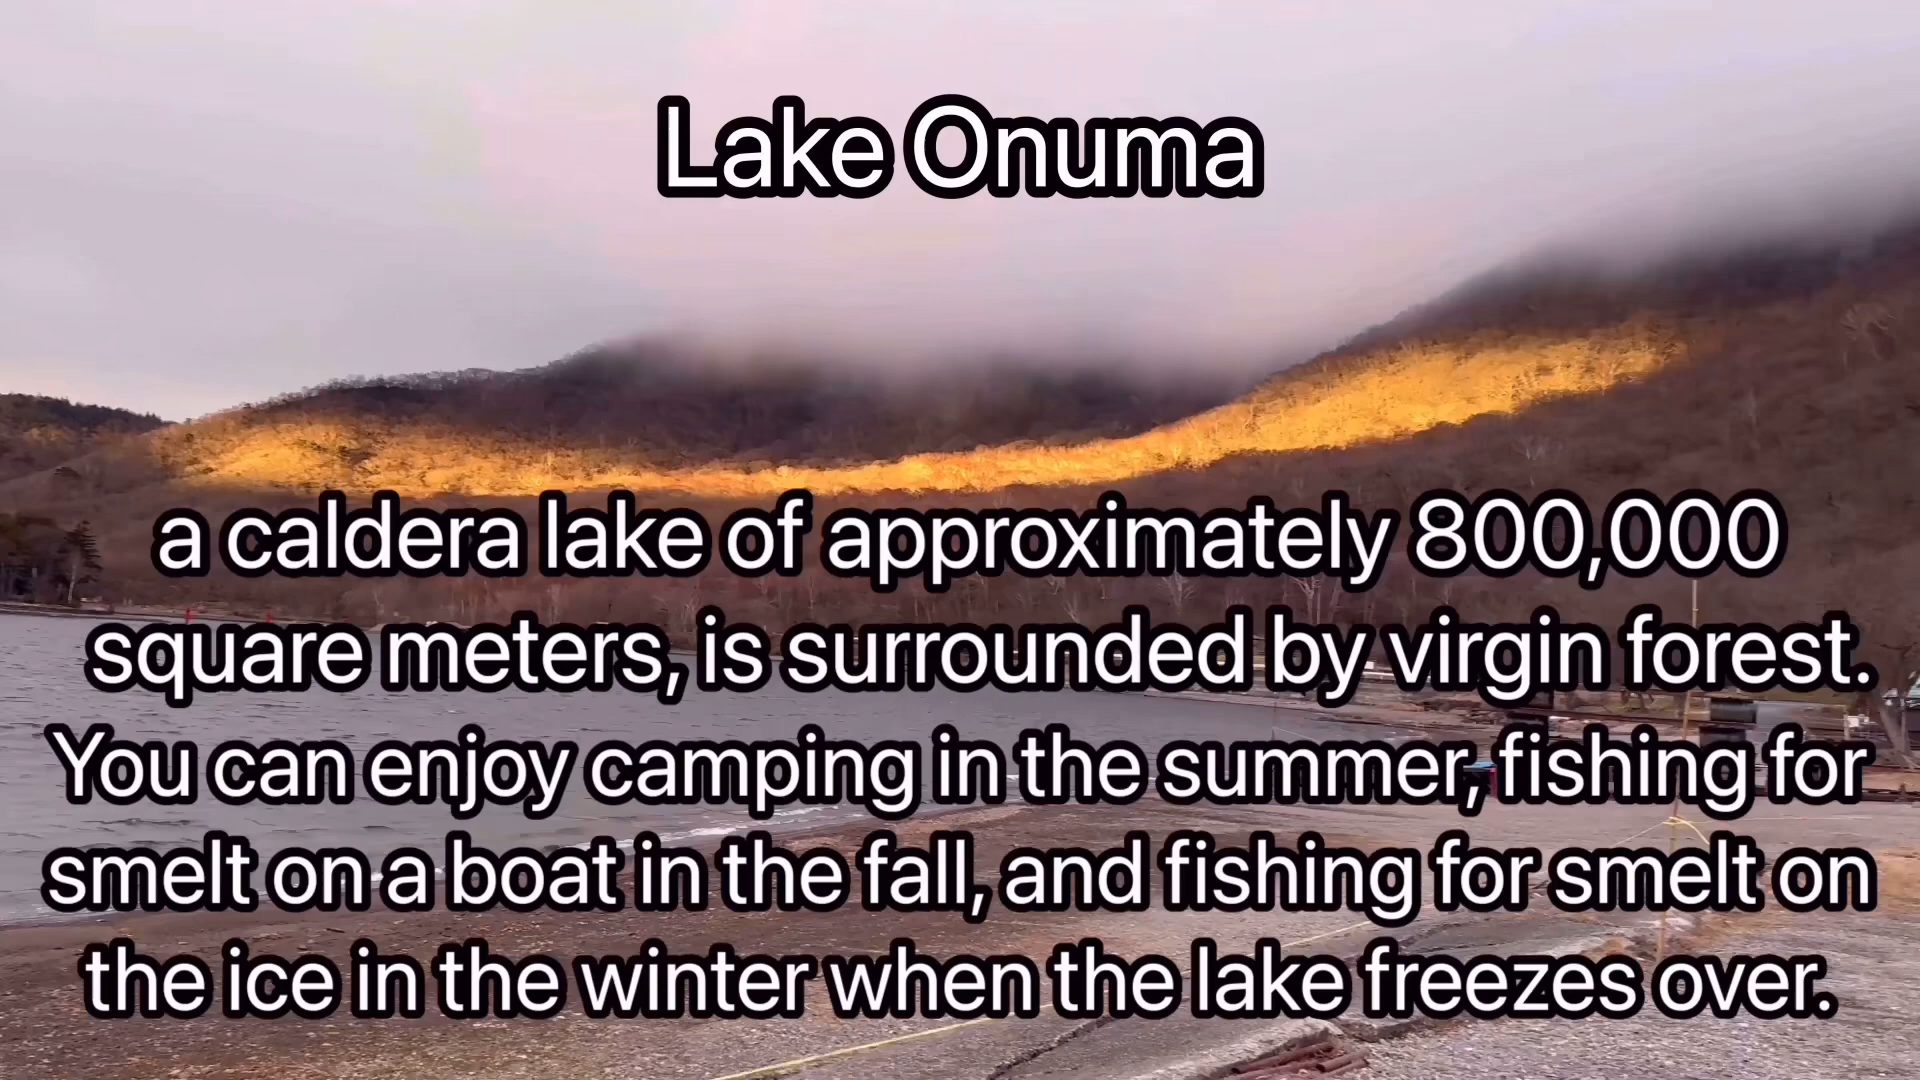 Lake Onuma
a caldera lake of approximately 800,000
square meters, is surrounded by virgin forest.
You can enjoy camping in the summer, fishing for
smelt on a boat in the fall, and fishing for smelt on
the ice in the winter when the lake freezes over.